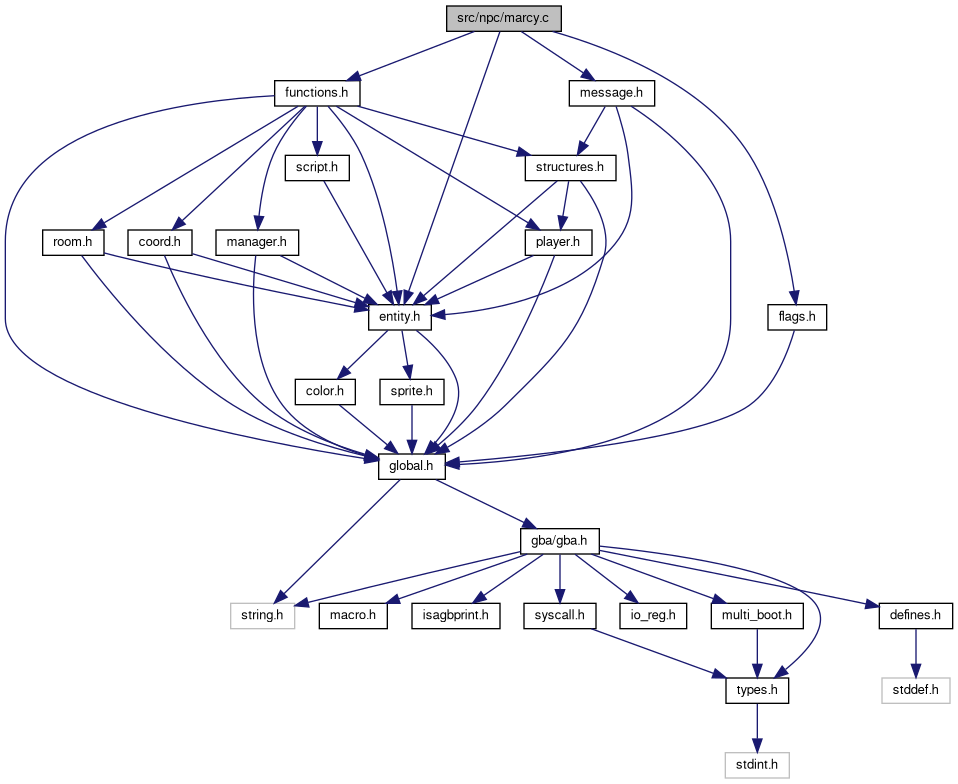 src/npc/marcy.c
functions.h
message.h
script.h
structures.h
room.h
coord.h
manager.h
player.h
entity.h
flags.h
color.h
sprite.h
global.h
gba/gba.h
string.h
macro.h
isagbprint.h
syscall.h
io_reg.h
multi_boot.h
defines.h
types.h
stddef.h
stdint.h